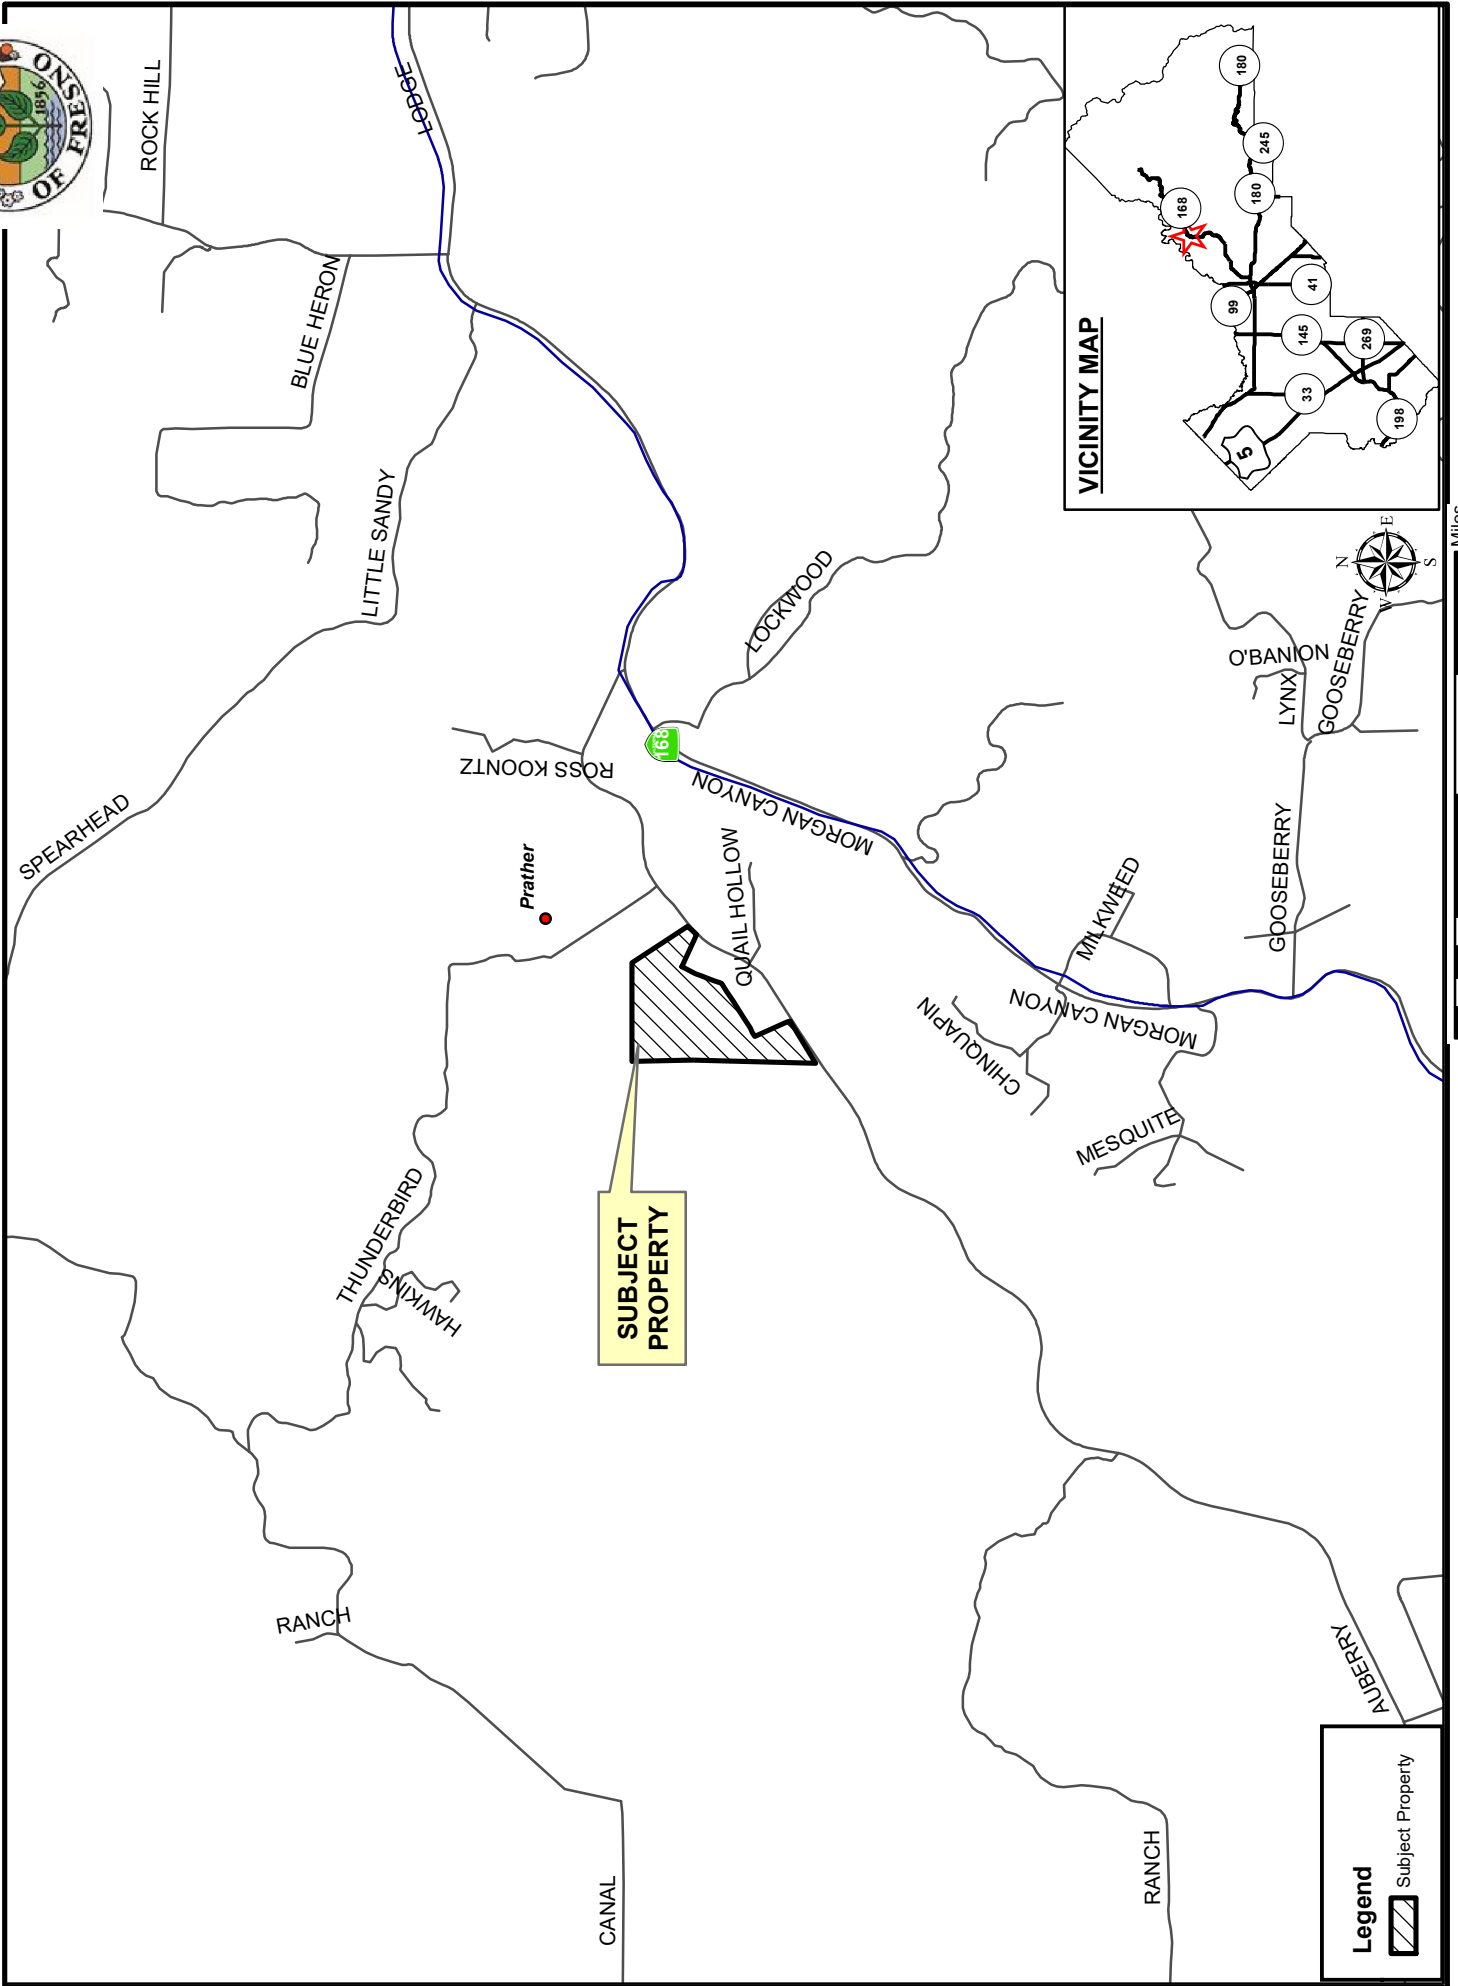 OF FRESNO
1856
ROCK HILL
LODGE
BLUE HERON
LITTLE SANDY
SPEARHEAD
LOCKWOOD
ROSS KOONTZ
168
MORGAN CANYON
Prather
QUAIL HOLLOW
MILKWEED
CHINQUAPIN
MORGAN CANYON
MESQUITE
GOOSEBERRY
LYNX
O'BANION
GOOSEBERRY
THUNDERBIRD
HAWKINS
SUBJECT
PROPERTY
RANCH
CANAL
RANCH
AUBERRY
VICINITY MAP
5
33
198
145
269
99
41
168
180
245
180
N
E
S
W
Miles
Legend
Subject Property